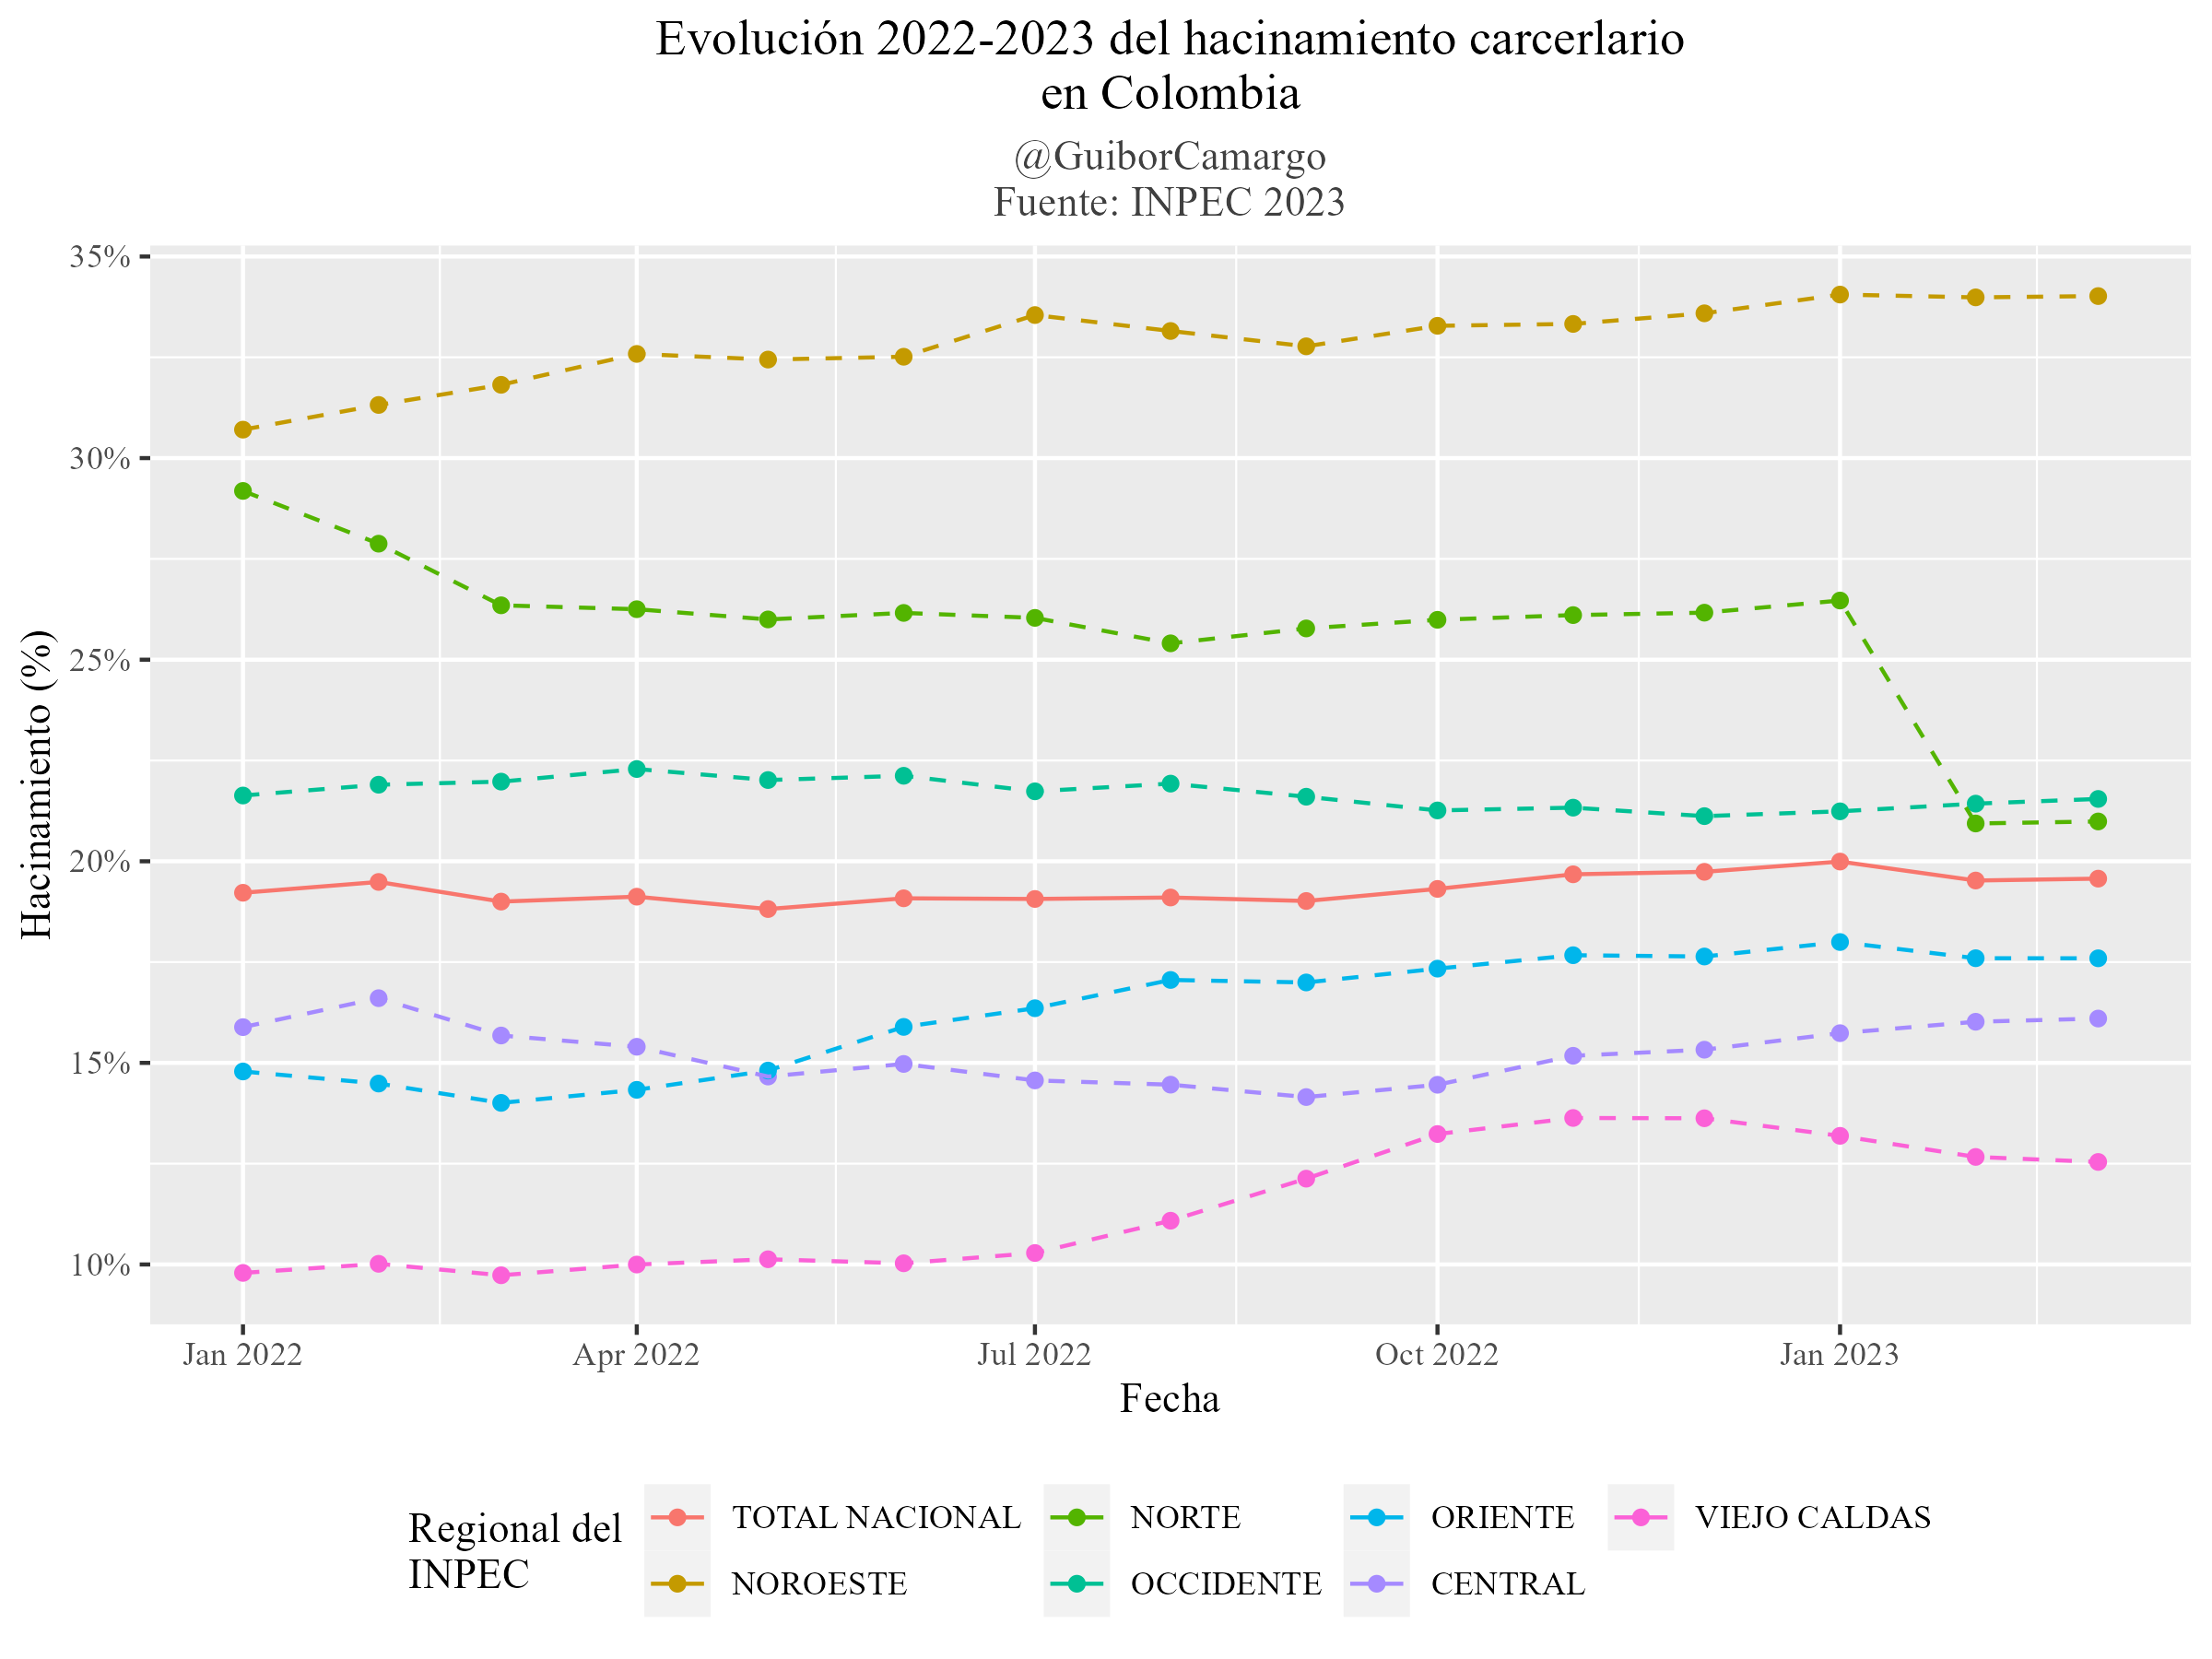 Evolución 2022-2023 del hacinamiento carcerlario
en Colombia
@GuiborCamargo
Fuente: INPEC 2023
Hacinamiento (%)
35%
30%
25%
20%
15%
10%
Jan 2022
Apr 2022
Jul 2022
Oct 2022
Jan 2023
Fecha
Regional del
INPEC
TOTAL NACIONAL
NOROESTE
NORTE
OCCIDENTE
ORIENTE
CENTRAL
VIEJO CALDAS